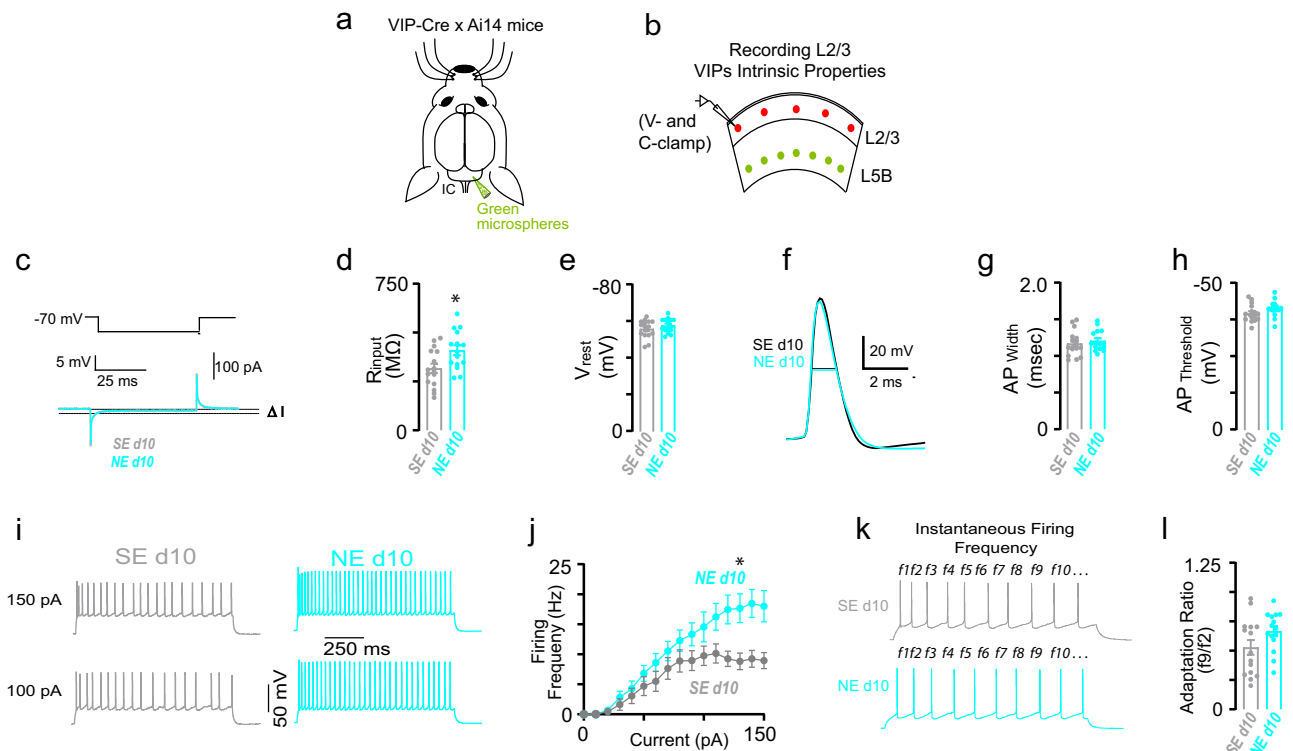 a
VIP-Cre x Ai14 mice
IC
Green
microspheres
b
Recording L2/3
VIPs Intrinsic Properties
(V- and
C-clamp)
L2/3
L5B
c
-70 mV
5 mV
25 ms
100 pA
Δ I
SE d10
NE d10
d
750
*
Rinput
(MΩ)
0
SE d10
NE d10
e
-80
Vrest
(mV)
0
SE d10
NE d10
f
SE d10
NE d10
20 mV
2 ms
g
2.0
AP Width
(msec)
0
SE d10
NE d10
h
-50
AP Threshold
(mV)
0
SE d10
NE d10
i
SE d10
NE d10
150 pA
250 ms
100 pA
50 mV
j
25
*
NE d10
Firing
Frequency (Hz)
SE d10
0
0
150
Current (pA)
k
Instantaneous Firing
Frequency
f1 f2 f3 f4 f5 f6 f7 f8 f9 f10 ...
SE d10
f1 f2 f3 f4 f5 f6 f7 f8 f9 f10 ...
NE d10
l
1.25
Adaptation Ratio
(f9/f2)
0
SE d10
NE d10